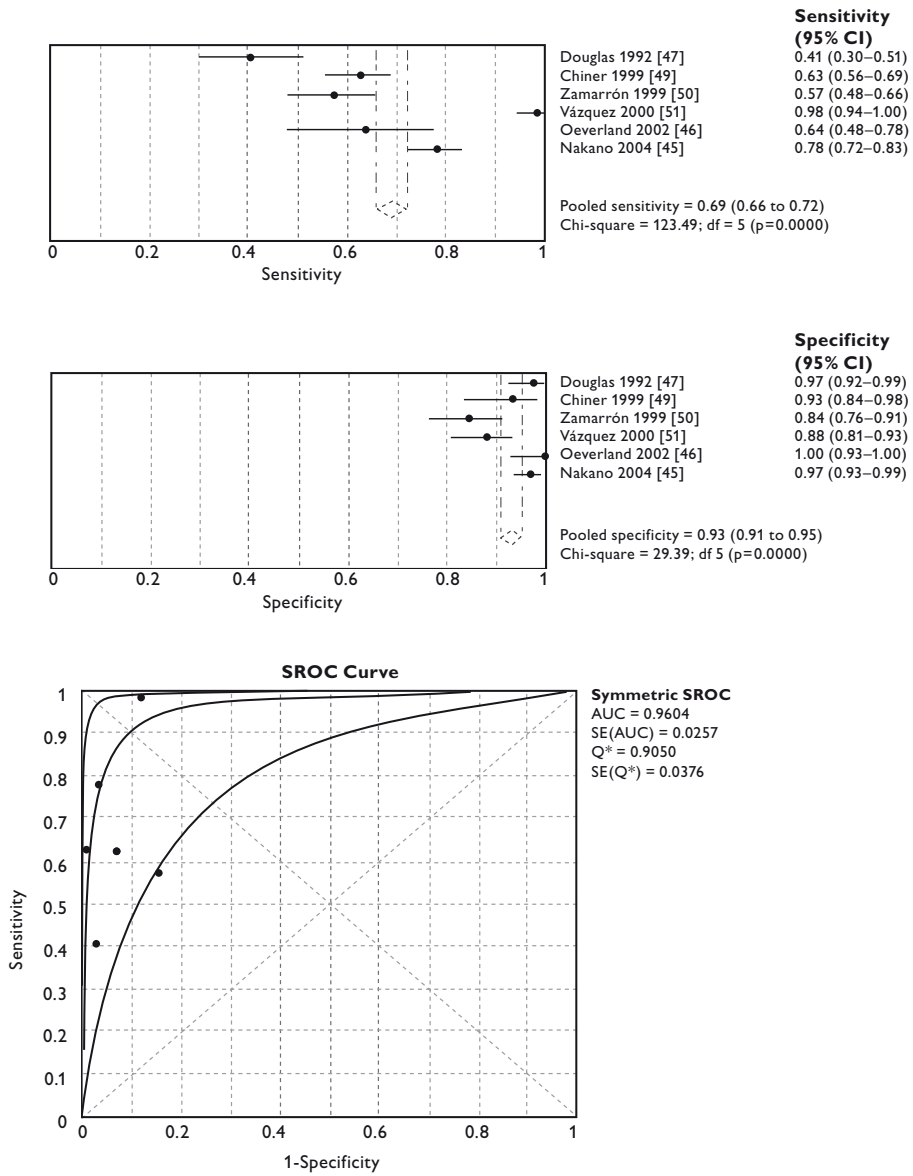 Sensitivity
(95% CI)
Douglas 1992 [47] 0.41 (0.30–0.51)
Chiner 1999 [49] 0.63 (0.56–0.69)
Zamarrón 1999 [50] 0.57 (0.48–0.66)
Vázquez 2000 [51] 0.98 (0.94–1.00)
Oeverland 2002 [46] 0.64 (0.48–0.78)
Nakano 2004 [45] 0.78 (0.72–0.83)
Pooled sensitivity = 0.69 (0.66 to 0.72)
Chi-square = 123.49; df = 5 (p=0.0000)
0 0.2 0.4 0.6 0.8 1
Sensitivity
Specificity
(95% CI)
Douglas 1992 [47] 0.97 (0.92–0.99)
Chiner 1999 [49] 0.93 (0.84–0.98)
Zamarrón 1999 [50] 0.84 (0.76–0.91)
Vázquez 2000 [51] 0.88 (0.81–0.93)
Oeverland 2002 [46] 1.00 (0.93–1.00)
Nakano 2004 [45] 0.97 (0.93–0.99)
Pooled specificity = 0.93 (0.91 to 0.95)
Chi-square = 29.39; df 5 (p=0.0000)
0 0.2 0.4 0.6 0.8 1
Specificity
SROC Curve
Symmetric SROC
AUC = 0.9604
SE(AUC) = 0.0257
Q* = 0.9050
SE(Q*) = 0.0376
1
0.9
0.8
0.7
0.6
0.5
0.4
0.3
0.2
0.1
0
Sensitivity
0 0.2 0.4 0.6 0.8 1
1-Specificity